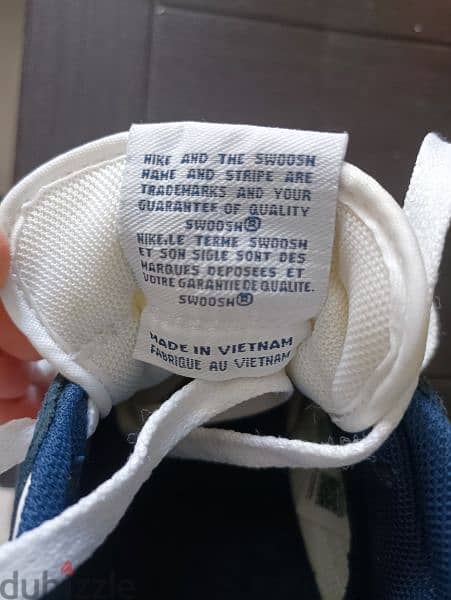 NIKE AND THE SWOOSH
NAME AND STRIPE ARE
TRADEMARKS AND YOUR
GUARANTEE OF QUALITY
SWOOSH®
NIKE,LE TERME SWOOSH
ET SON SIGLE SONT DES
MARQUES DEPOSEES ET
VOTRE GARANTIE DE QUALITE.
SWOOSH®
MADE IN VIETNAM
FABRIQUE AU VIETNAM
dubizzle